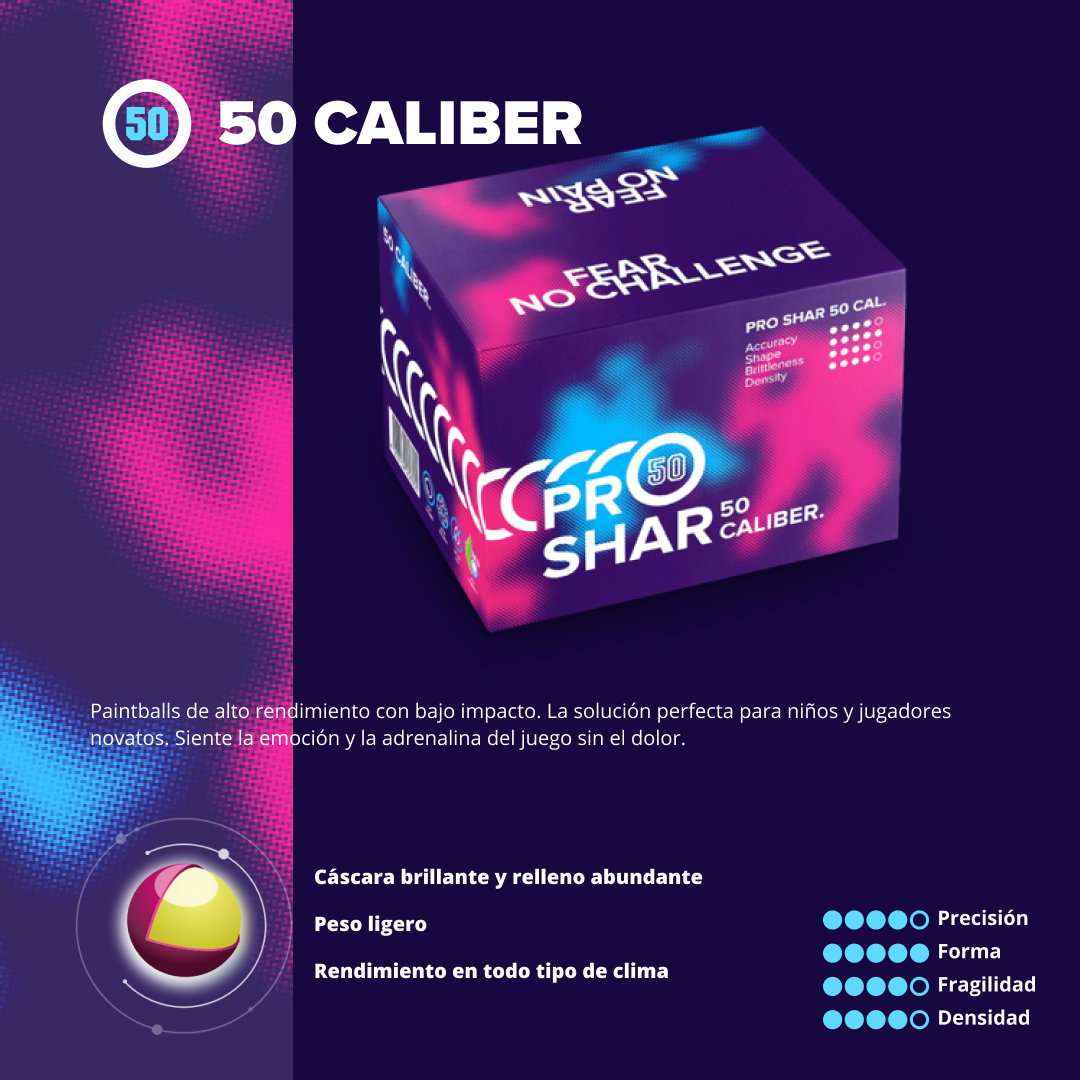 50
50 CALIBER
FEAR
NO PAIN
FEAR
NO CHALLENGE
50 CALIBER.
PRO SHAR 50 CAL.
Accuracy
Shape
Brittleness
Density
PRO
50
SHAR 50
CALIBER.
Paintballs de alto rendimiento con bajo impacto. La solución perfecta para niños y jugadores
novatos. Siente la emoción y la adrenalina del juego sin el dolor.
Cáscara brillante y relleno abundante
Peso ligero
Rendimiento en todo tipo de clima
Precisión
Forma
Fragilidad
Densidad